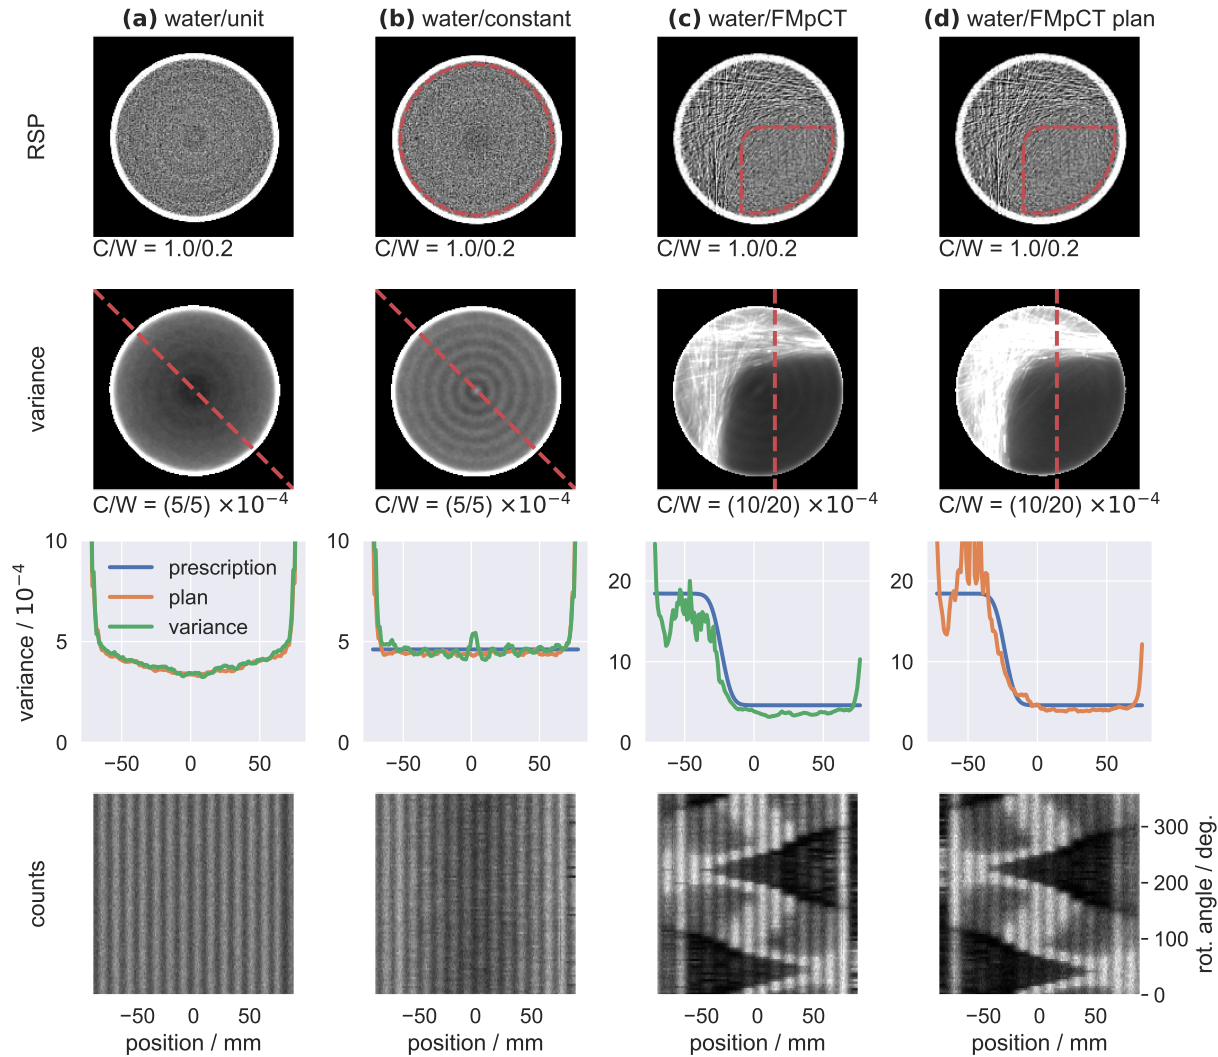 (a) water/unit
(b) water/constant
(c) water/FMpCT
(d) water/FMpCT plan
RSP
C/W = 1.0/0.2
C/W = 1.0/0.2
C/W = 1.0/0.2
C/W = 1.0/0.2
variance
C/W = (5/5) ×10⁻⁴
C/W = (5/5) ×10⁻⁴
C/W = (10/20) ×10⁻⁴
C/W = (10/20) ×10⁻⁴
variance / 10⁻⁴
10
5
0
prescription
plan
variance
−50 0 50
10
5
0
−50 0 50
20
10
0
−50 0 50
20
10
0
−50 0 50
counts
−50 0 50
position / mm
−50 0 50
position / mm
−50 0 50
position / mm
−50 0 50
position / mm
300
200
100
0
rot. angle / deg.